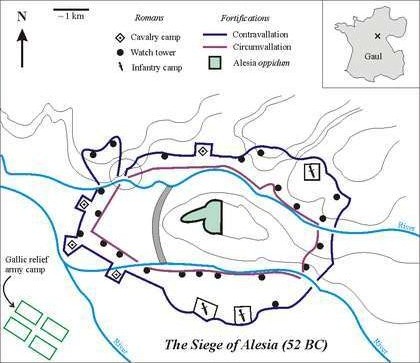 N
~ 1 km
Romans
Cavalry camp
Watch tower
Infantry camp
Fortifications
Contravallation
Circumvallation
Alesia oppidum
Gaul
River
Gallic relief
army camp
River
River
The Siege of Alesia (52 BC)